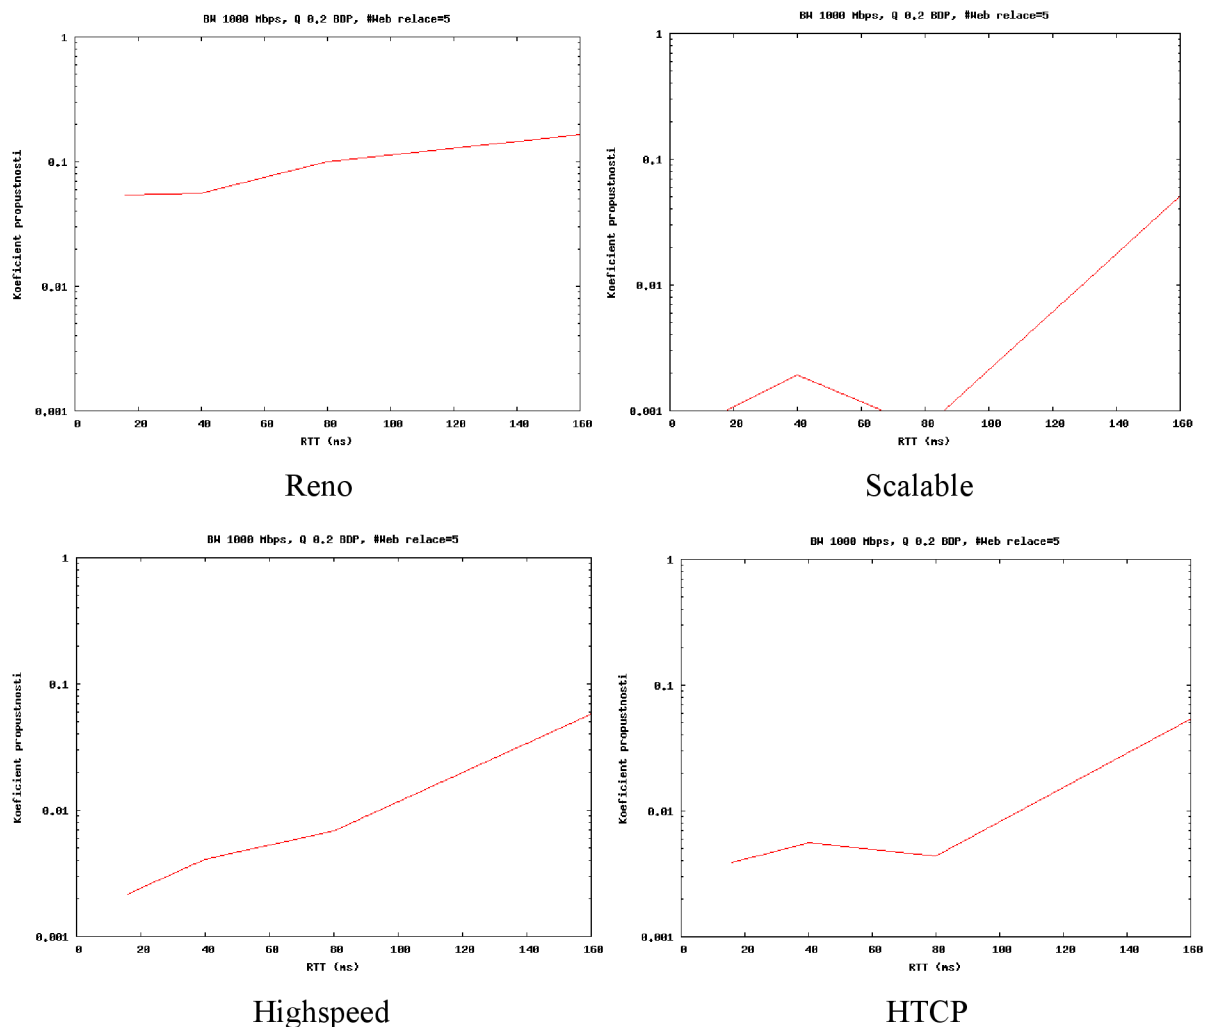 BW 1000 Mbps, Q 0.2 BDP, #Web relace=5
1
0.1
0.01
0.001
Koeficient propustnosti
0 20 40 60 80 100 120 140 160
RTT (ms)
Reno
BW 1000 Mbps, Q 0.2 BDP, #Web relace=5
1
0.1
0.01
0.001
Koeficient propustnosti
0 20 40 60 80 100 120 140 160
RTT (ms)
Scalable
BW 1000 Mbps, Q 0.2 BDP, #Web relace=5
1
0.1
0.01
0.001
Koeficient propustnosti
0 20 40 60 80 100 120 140 160
RTT (ms)
Highspeed
BW 1000 Mbps, Q 0.2 BDP, #Web relace=5
1
0.1
0.01
0.001
Koeficient propustnosti
0 20 40 60 80 100 120 140 160
RTT (ms)
HTCP